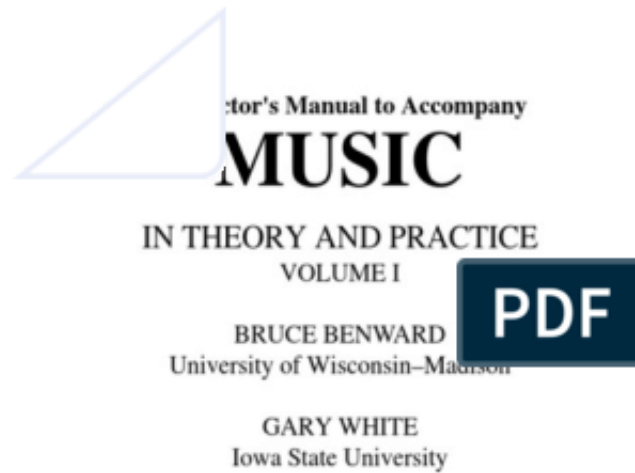 ctor's Manual to Accompany
MUSIC
IN THEORY AND PRACTICE
VOLUME I
PDF
BRUCE BENWARD
University of Wisconsin–Madison
GARY WHITE
Iowa State University